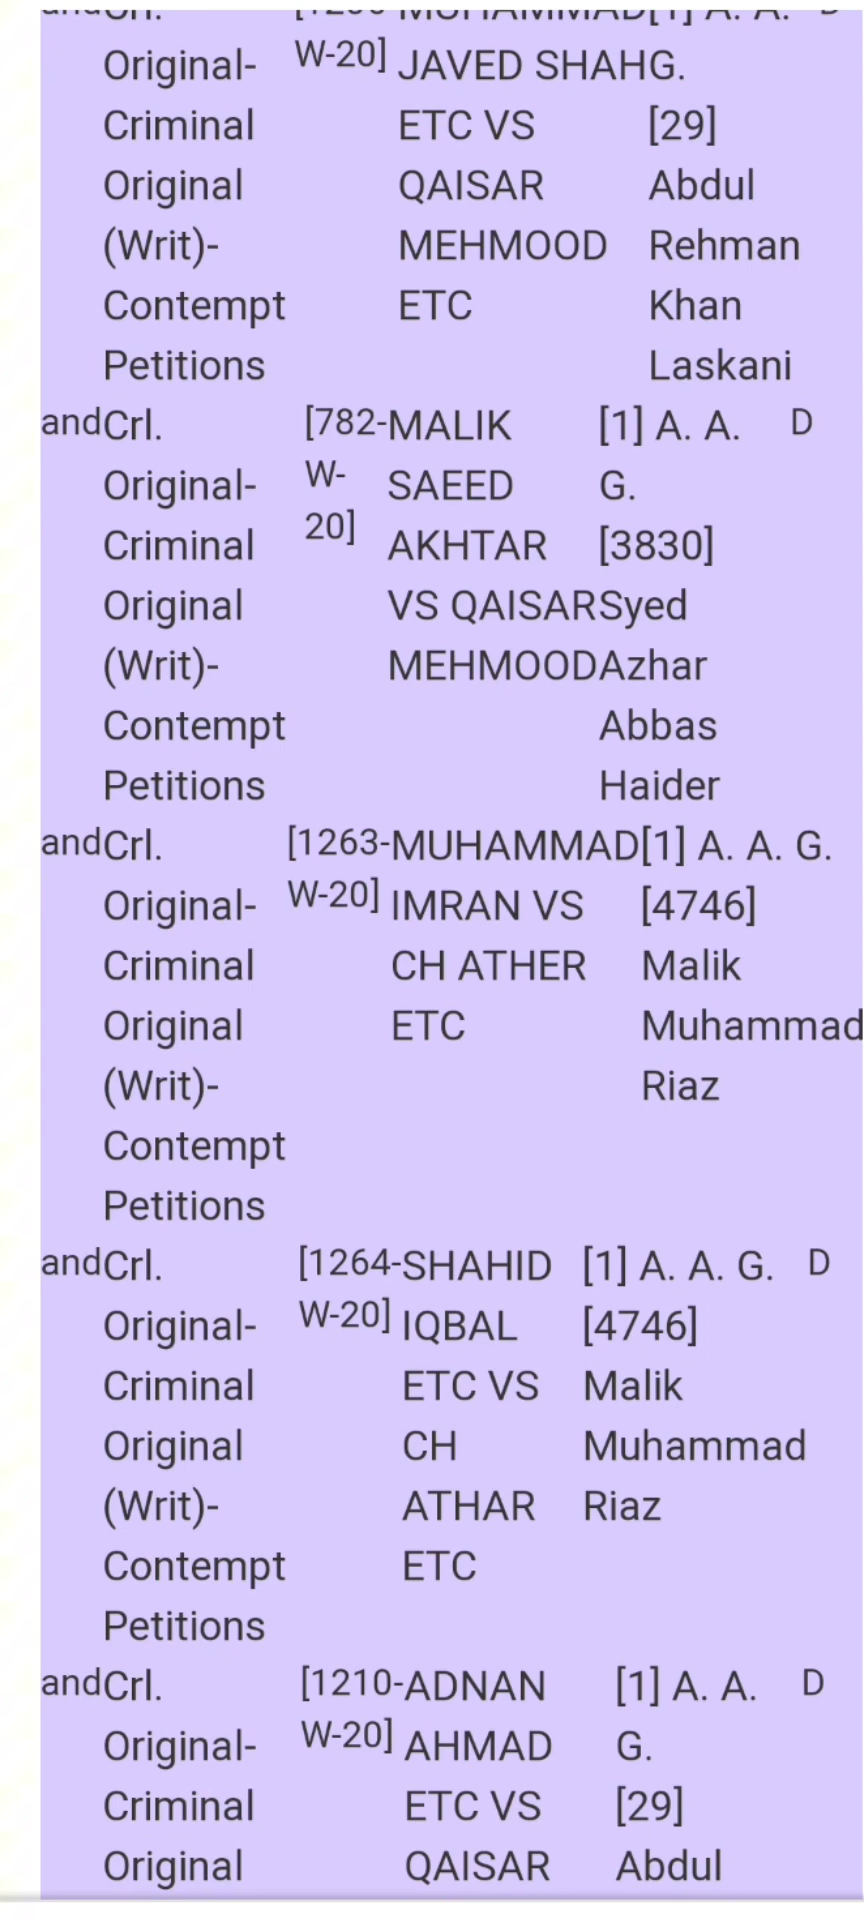 Original- W-20] JAVED SHAHG.
Criminal ETC VS [29]
Original QAISAR Abdul
(Writ)- MEHMOOD Rehman
Contempt ETC Khan
Petitions Laskani
andCrl. [782-MALIK [1] A. A. D
Original- W- SAEED G.
Criminal 20] AKHTAR [3830]
Original VS QAISARSyed
(Writ)- MEHMOODAzhar
Contempt Abbas
Petitions Haider
andCrl. [1263-MUHAMMAD[1] A. A. G.
Original- W-20] IMRAN VS [4746]
Criminal CH ATHER Malik
Original ETC Muhammad
(Writ)- Riaz
Contempt
Petitions
andCrl. [1264-SHAHID [1] A. A. G. D
Original- W-20] IQBAL [4746]
Criminal ETC VS Malik
Original CH Muhammad
(Writ)- ATHAR Riaz
Contempt ETC
Petitions
andCrl. [1210-ADNAN [1] A. A. D
Original- W-20] AHMAD G.
Criminal ETC VS [29]
Original QAISAR Abdul